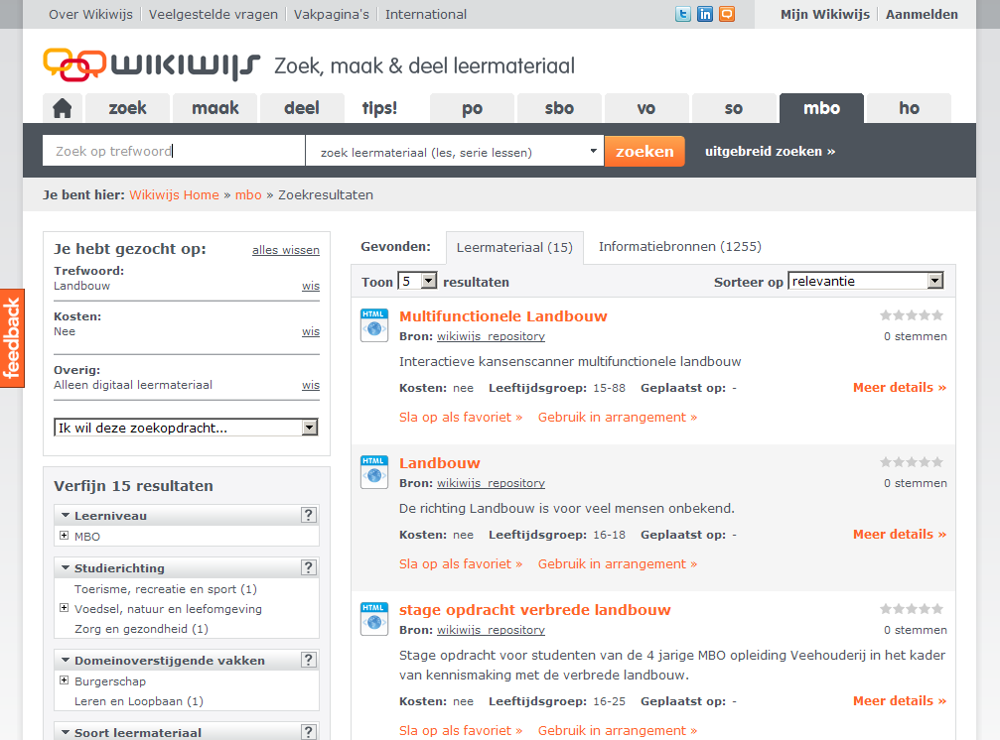 Over Wikiwijs Veelgestelde vragen Vakpagina's International Mijn Wikiwijs Aanmelden
WIKIWIJS Zoek, maak & deel leermateriaal
zoek maak deel tips! po sbo vo so mbo ho
Zoek op trefwoord zoek leermateriaal (les, serie lessen) zoeken uitgebreid zoeken »
Je bent hier: Wikiwijs Home » mbo » Zoekresultaten
feedback
Je hebt gezocht op: alles wissen
Trefwoord:
Landbouw wis
Kosten:
Nee wis
Overig:
Alleen digitaal leermateriaal wis
Ik wil deze zoekopdracht...
Verfijn 15 resultaten
Leerniveau ?
MBO
Studierichting ?
Toerisme, recreatie en sport (1)
Voedsel, natuur en leefomgeving
Zorg en gezondheid (1)
Domeinoverstijgende vakken ?
Burgerschap
Leren en Loopbaan (1)
Soort leermateriaal ?
Gevonden: Leermateriaal (15) Informatiebronnen (1255)
Toon 5 resultaten Sorteer op relevantie
HTML Multifunctionele Landbouw
Bron: wikiwijs_repository 0 stemmen
Interactieve kansenscanner multifunctionele landbouw
Kosten: nee Leeftijdsgroep: 15-88 Geplaatst op: - Meer details »
Sla op als favoriet » Gebruik in arrangement »
HTML Landbouw
Bron: wikiwijs_repository 0 stemmen
De richting Landbouw is voor veel mensen onbekend.
Kosten: nee Leeftijdsgroep: 16-18 Geplaatst op: - Meer details »
Sla op als favoriet » Gebruik in arrangement »
HTML stage opdracht verbrede landbouw
Bron: wikiwijs_repository 0 stemmen
Stage opdracht voor studenten van de 4 jarige MBO opleiding Veehouderij in het kader
van kennismaking met de verbrede landbouw.
Kosten: nee Leeftijdsgroep: 16-25 Geplaatst op: - Meer details »
Sla op als favoriet » Gebruik in arrangement »